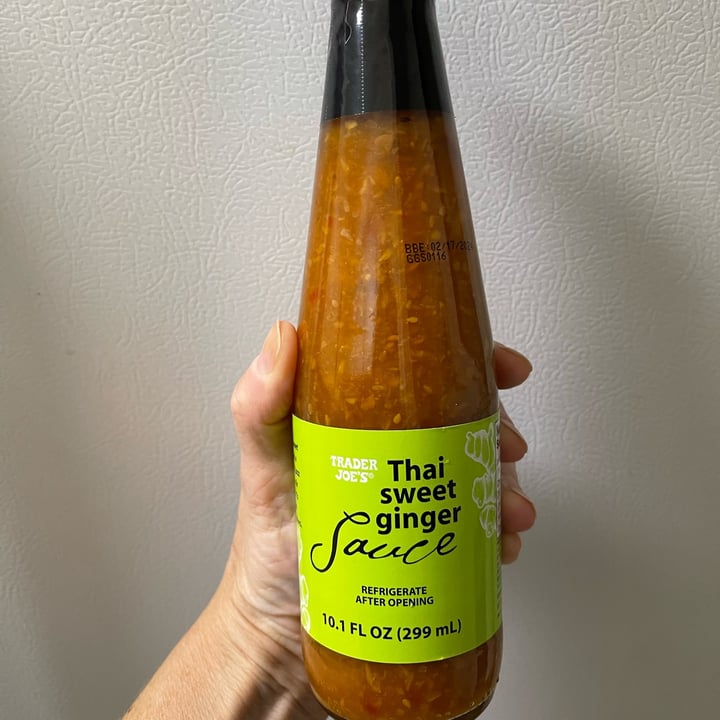 BBE:02/17/2024
GGS0116
TRADER
JOE'S
Thai
sweet
ginger
Sauce
REFRIGERATE
AFTER OPENING
10.1 FL OZ (299 mL)